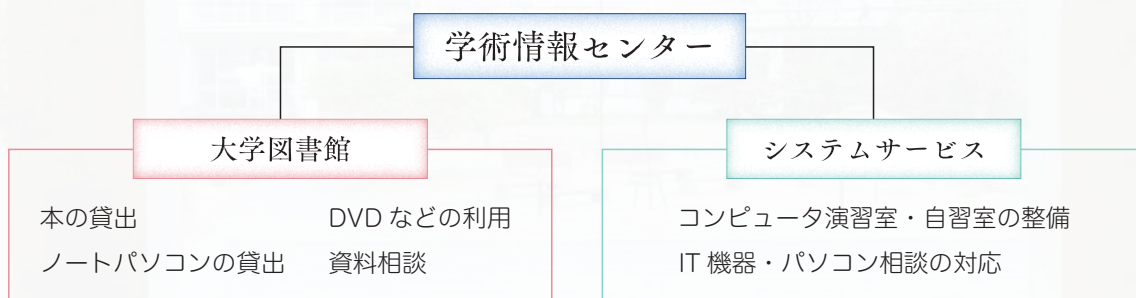 学術情報センター
大学図書館
本の貸出 DVD などの利用
ノートパソコンの貸出 資料相談
システムサービス
コンピュータ演習室・自習室の整備
IT 機器・パソコン相談の対応